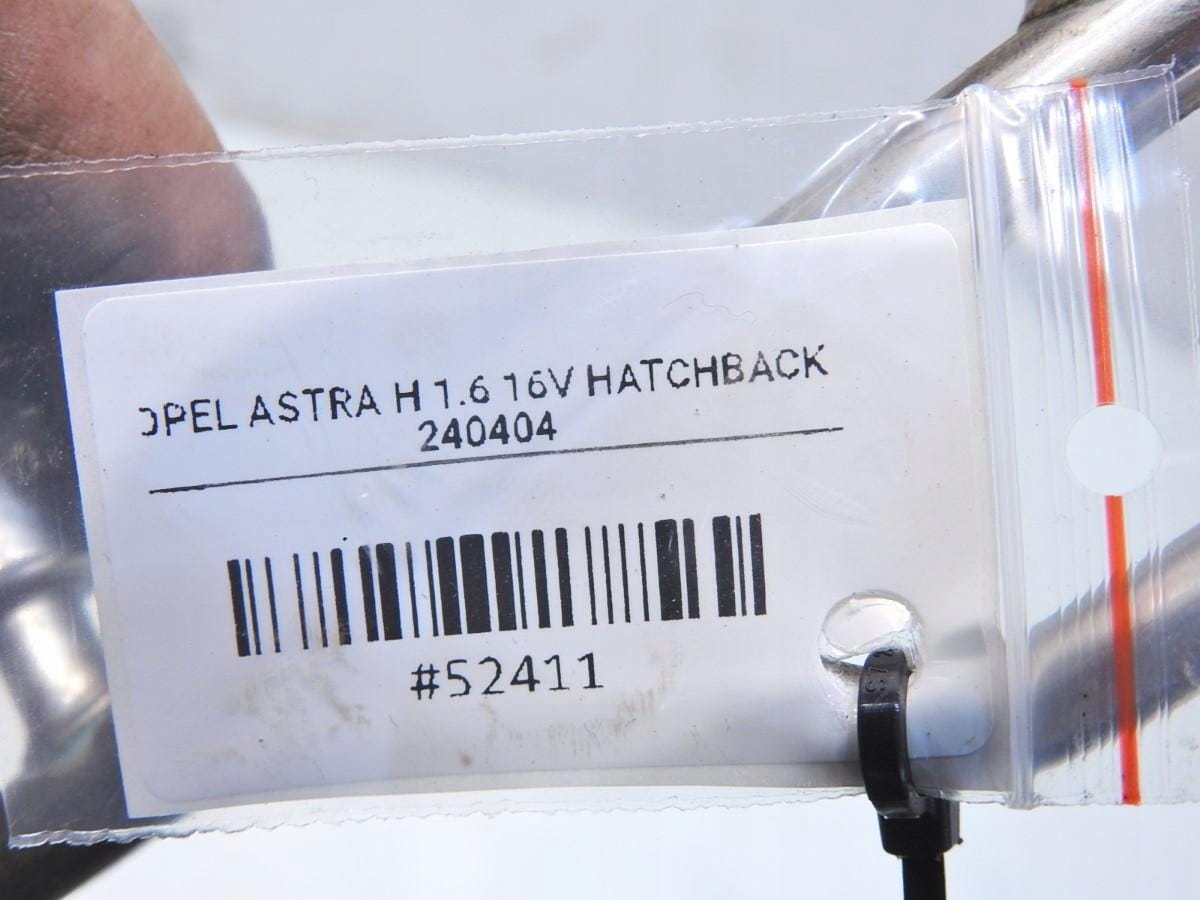 OPEL ASTRA H 1.6 16V HATCHBACK
240404
#52411